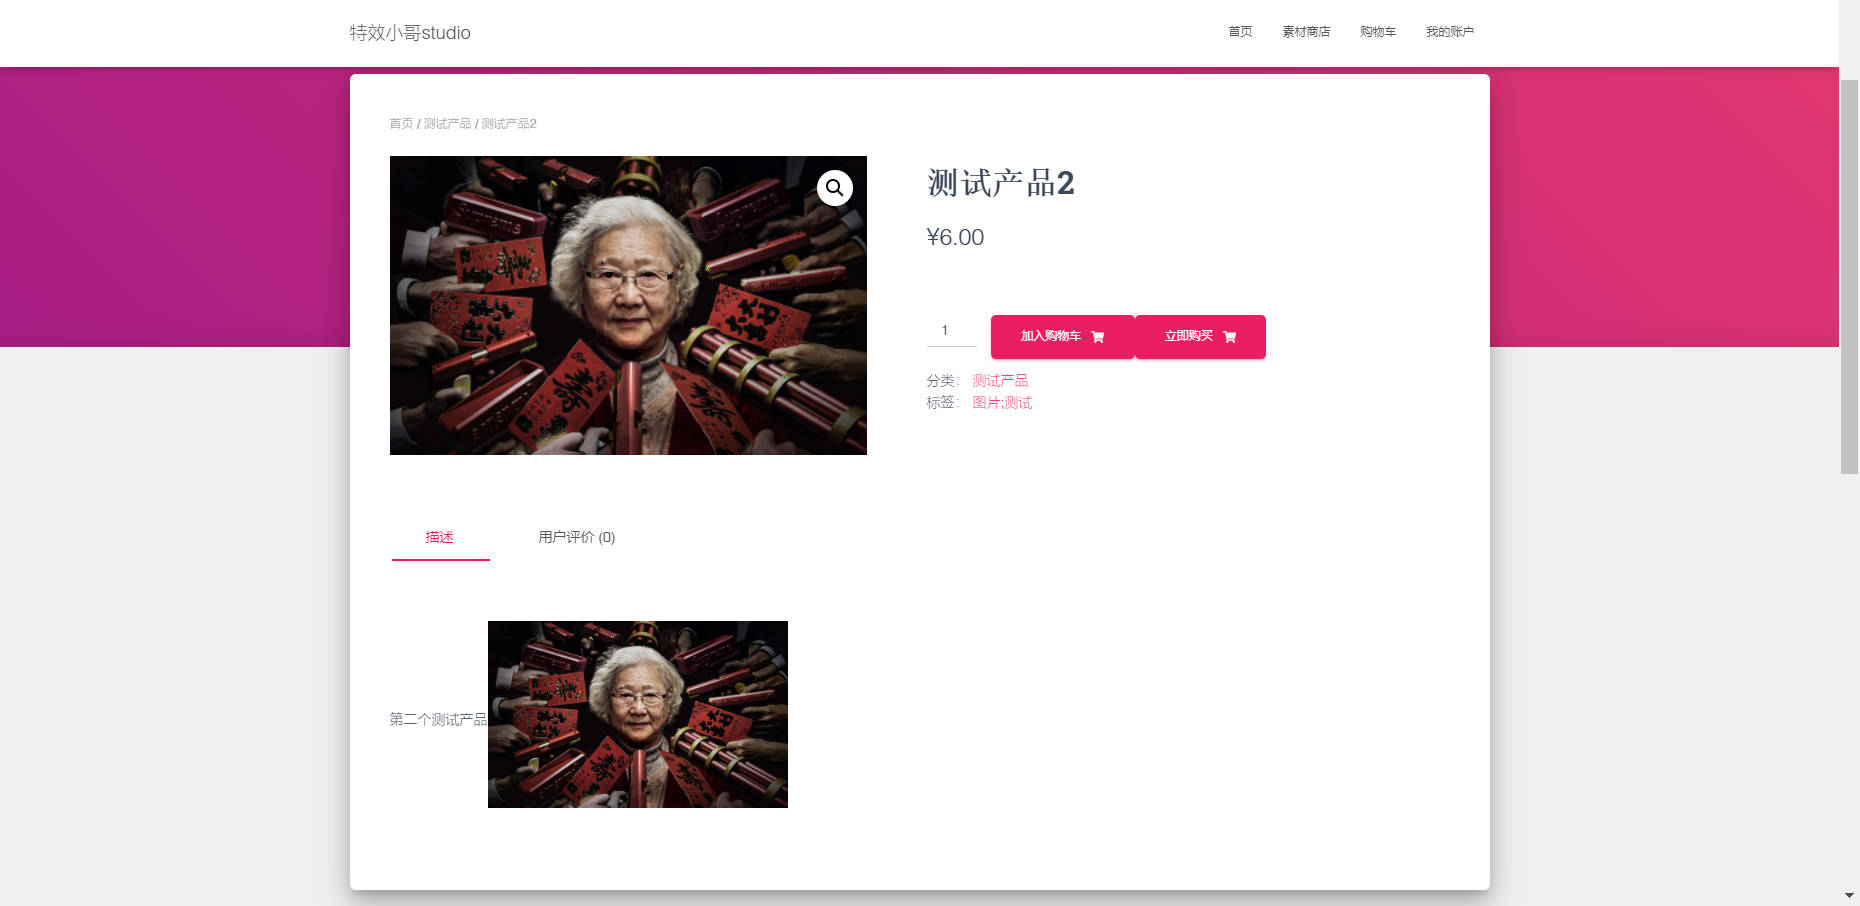 特效小哥studio
首页 素材商店 购物车 我的账户
首页 / 测试产品 / 测试产品2
测试产品2
¥6.00
1 加入购物车 立即购买
分类： 测试产品
标签： 图片;测试
描述 用户评价 (0)
第二个测试产品